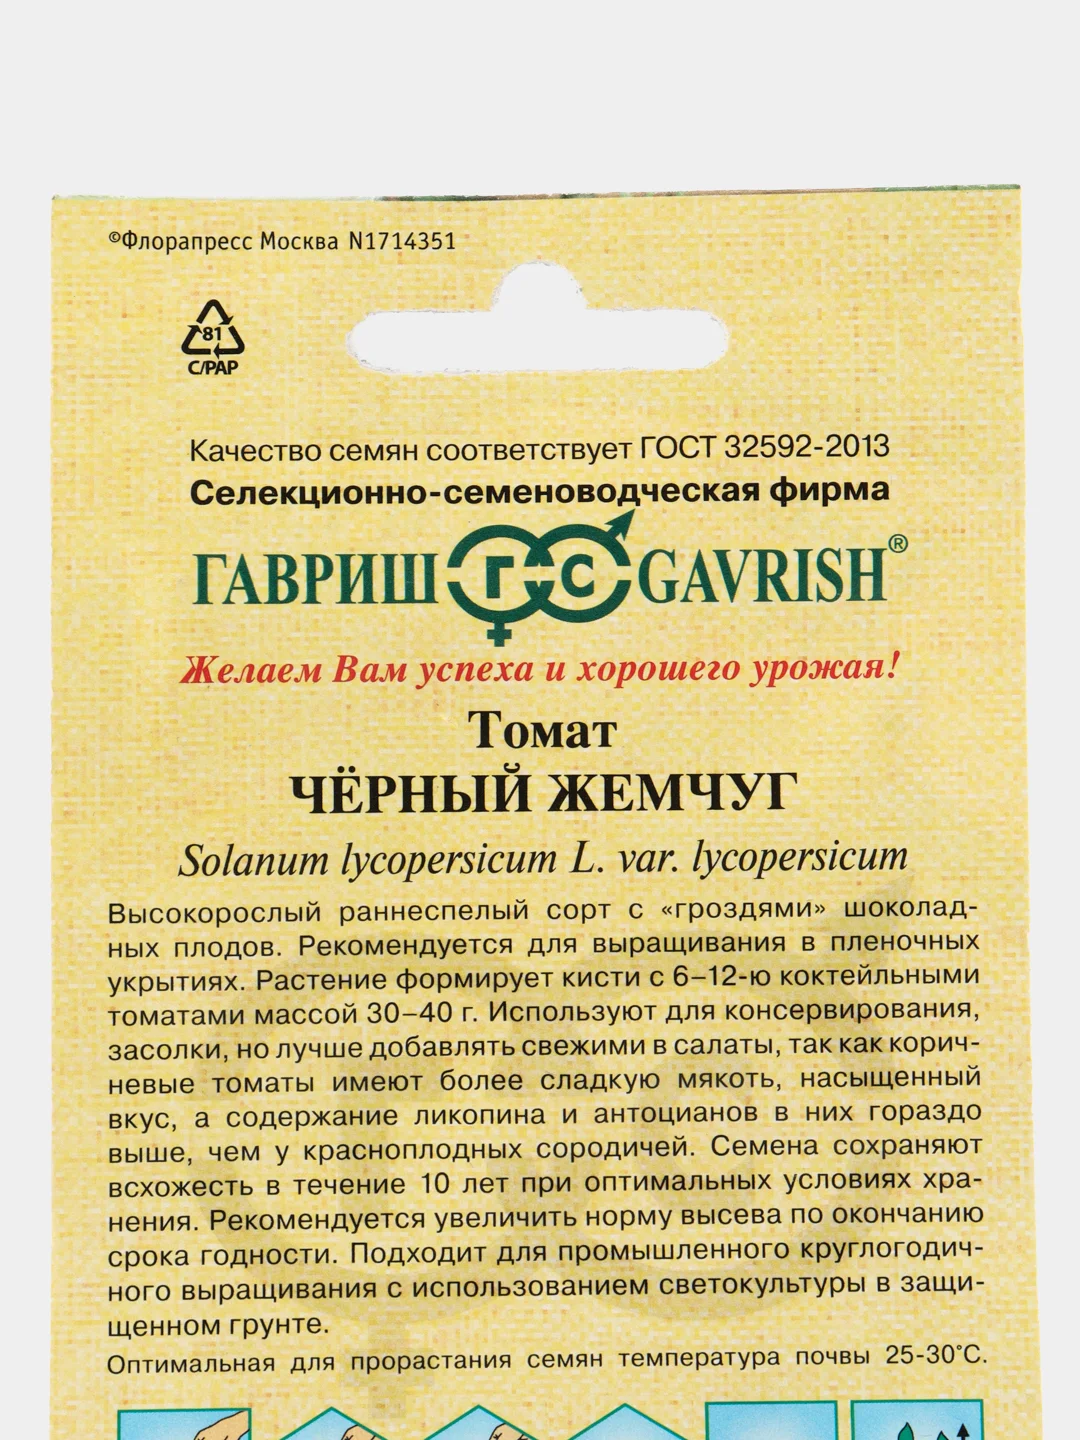 ©Флорапресс Москва N1714351
81
C/PAP
Качество семян соответствует ГОСТ 32592-2013
Селекционно-семеноводческая фирма
ГАВРИШ ГС GAVRISH®
Желаем Вам успеха и хорошего урожая!
Томат
ЧЁРНЫЙ ЖЕМЧУГ
Solanum lycopersicum L. var. lycopersicum
Высокорослый раннеспелый сорт с «гроздями» шоколад-
ных плодов. Рекомендуется для выращивания в пленочных
укрытиях. Растение формирует кисти с 6–12-ю коктейльными
томатами массой 30–40 г. Используют для консервирования,
засолки, но лучше добавлять свежими в салаты, так как корич-
невые томаты имеют более сладкую мякоть, насыщенный
вкус, а содержание ликопина и антоцианов в них гораздо
выше, чем у красноплодных сородичей. Семена сохраняют
всхожесть в течение 10 лет при оптимальных условиях хра-
нения. Рекомендуется увеличить норму высева по окончанию
срока годности. Подходит для промышленного круглогодич-
ного выращивания с использованием светокультуры в защи-
щенном грунте.
Оптимальная для прорастания семян температура почвы 25-30°С.